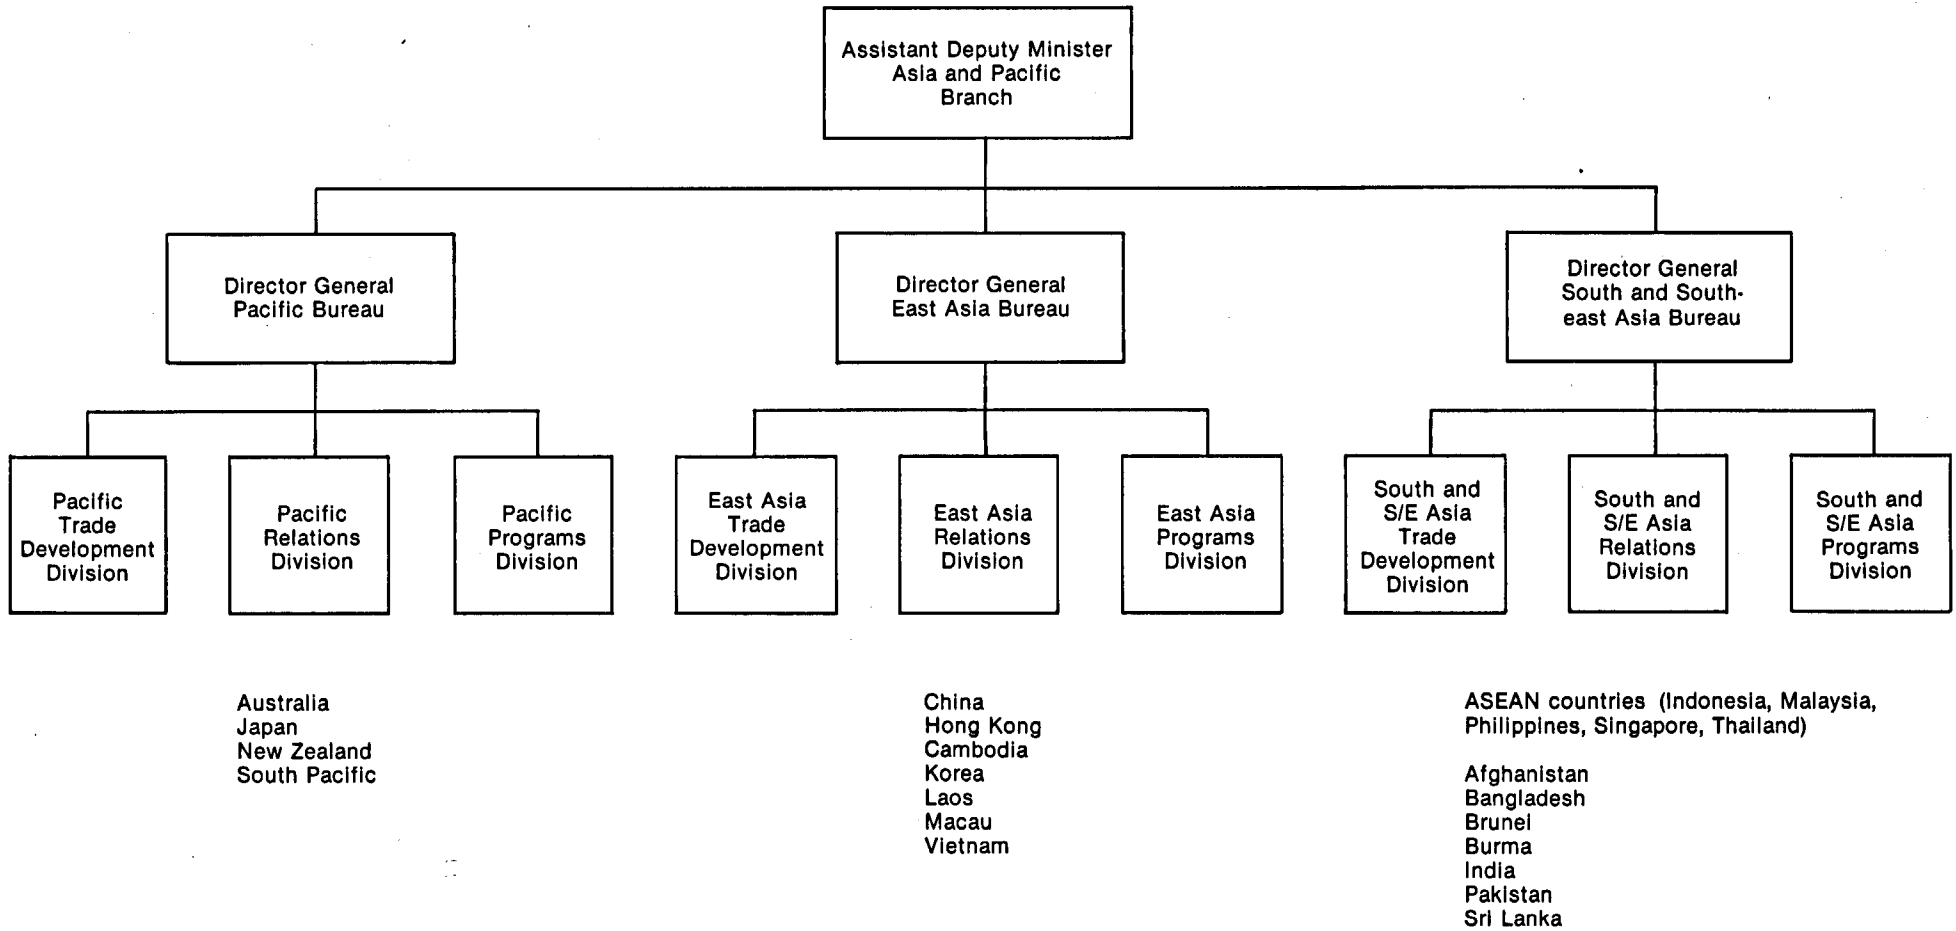 Assistant Deputy Minister
Asia and Pacific
Branch
Director General
Pacific Bureau
Director General
East Asia Bureau
Director General
South and South-
east Asia Bureau
Pacific
Trade
Development
Division
Pacific
Relations
Division
Pacific
Programs
Division
East Asia
Trade
Development
Division
East Asia
Relations
Division
East Asia
Programs
Division
South and
S/E Asia
Trade
Development
Division
South and
S/E Asia
Relations
Division
South and
S/E Asia
Programs
Division
Australia
Japan
New Zealand
South Pacific
China
Hong Kong
Cambodia
Korea
Laos
Macau
Vietnam
ASEAN countries (Indonesia, Malaysia,
Philippines, Singapore, Thailand)
Afghanistan
Bangladesh
Brunei
Burma
India
Pakistan
Sri Lanka